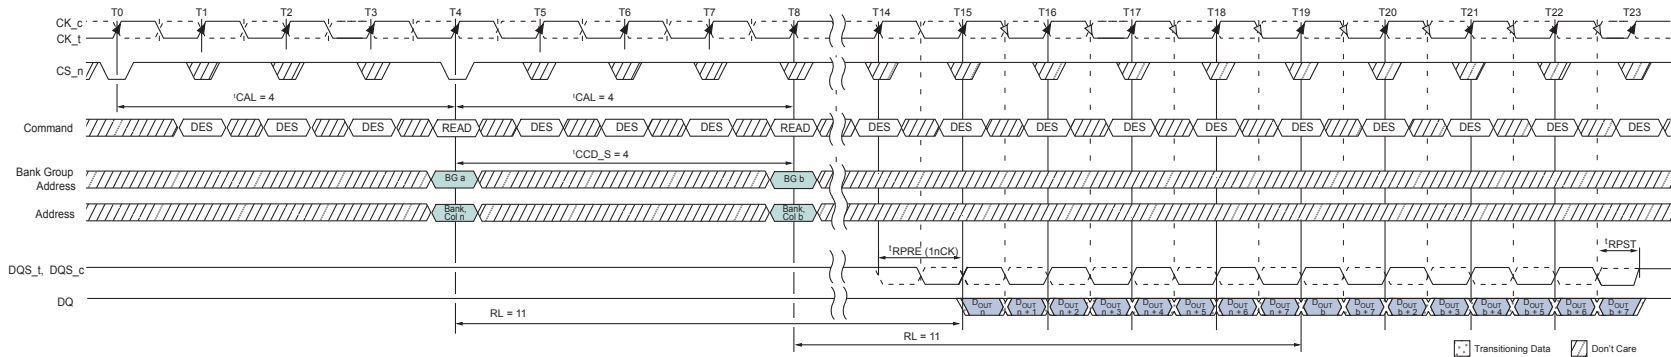 T0 T1 T2 T3 T4 T5 T6 T7 T8 T14 T15 T16 T17 T18 T19 T20 T21 T22 T23
CK_c
CK_t
CS_n
tCAL = 4 tCAL = 4
Command DES DES DES READ DES DES DES READ DES DES DES DES DES DES DES DES DES DES
tCCD_S = 4
Bank Group
Address
BG a BG b
Address
Bank,
Col n
Bank,
Col b
tRPRE (1nCK) tRPST
DQS_t, DQS_c
DQ
DOUT
n
DOUT
n + 1
DOUT
n + 2
DOUT
n + 3
DOUT
n + 4
DOUT
n + 5
DOUT
n + 6
DOUT
n + 7
DOUT
b
DOUT
b + 7
DOUT
b + 2
DOUT
b + 3
DOUT
b + 4
DOUT
b + 5
DOUT
b + 6
DOUT
b + 7
RL = 11
RL = 11
Transitioning Data Don't Care